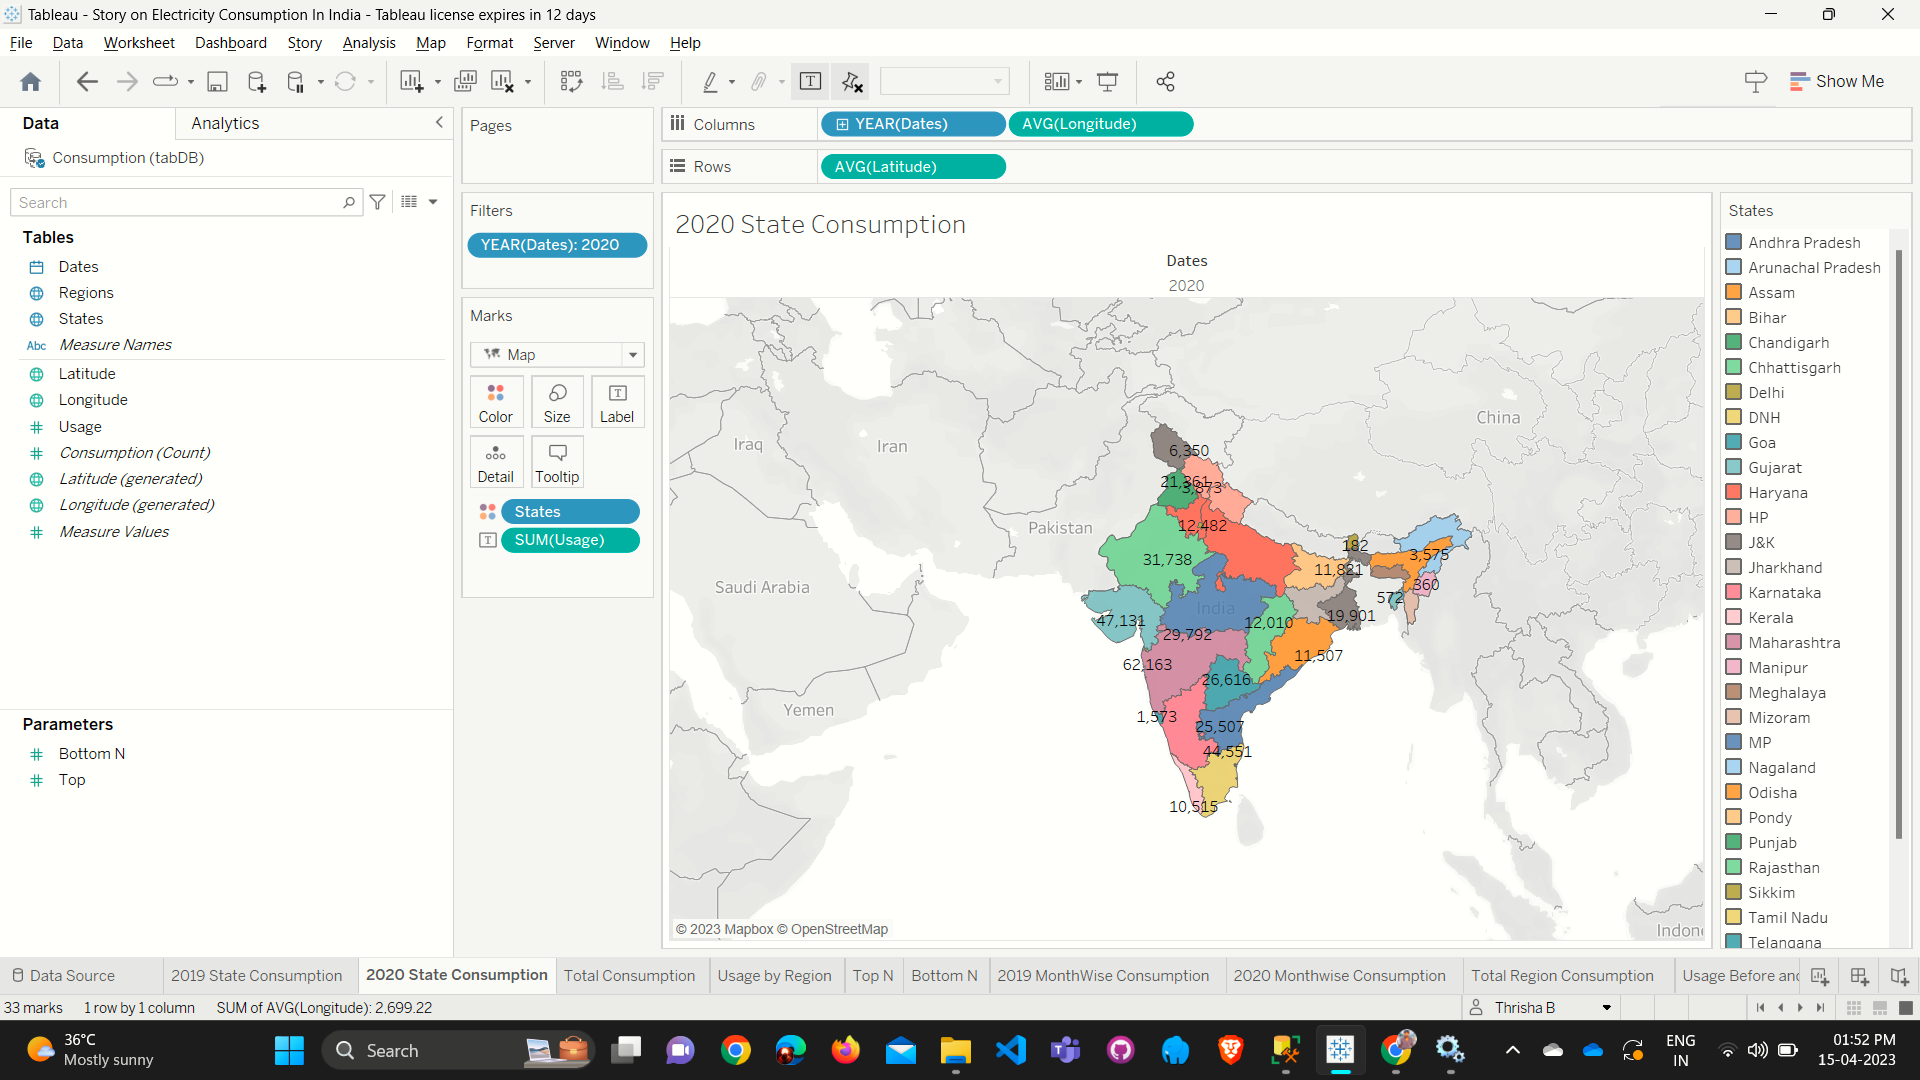 Tableau - Story on Electricity Consumption In India - Tableau license expires in 12 days
File Data Worksheet Dashboard Story Analysis Map Format Server Window Help
Show Me
Data Analytics
Consumption (tabDB)
Search
Tables
Dates
Regions
States
Abc Measure Names
Latitude
Longitude
Usage
Consumption (Count)
Latitude (generated)
Longitude (generated)
Measure Values
Parameters
Bottom N
Top
Pages
Filters
YEAR(Dates): 2020
Marks
Map
Color Size Label
Detail Tooltip
States
SUM(Usage)
Columns YEAR(Dates) AVG(Longitude)
Rows AVG(Latitude)
2020 State Consumption
Dates
2020
China
Iraq
Iran
Pakistan
Saudi Arabia
India
Yemen
Indon
6,350
21,361
3,873
12,482
182
3,575
31,738
11,821
360
572
47,131
12,010
19,901
29,792
11,507
62,163
26,616
1,573
25,507
44,551
10,515
© 2023 Mapbox © OpenStreetMap
States
Andhra Pradesh
Arunachal Pradesh
Assam
Bihar
Chandigarh
Chhattisgarh
Delhi
DNH
Goa
Gujarat
Haryana
HP
J&K
Jharkhand
Karnataka
Kerala
Maharashtra
Manipur
Meghalaya
Mizoram
MP
Nagaland
Odisha
Pondy
Punjab
Rajasthan
Sikkim
Tamil Nadu
Telangana
Data Source 2019 State Consumption 2020 State Consumption Total Consumption Usage by Region Top N Bottom N 2019 MonthWise Consumption 2020 Monthwise Consumption Total Region Consumption Usage Before and
33 marks 1 row by 1 column SUM of AVG(Longitude): 2,699.22 Thrisha B
36°C
Mostly sunny
Search
ENG
IN
01:52 PM
15-04-2023